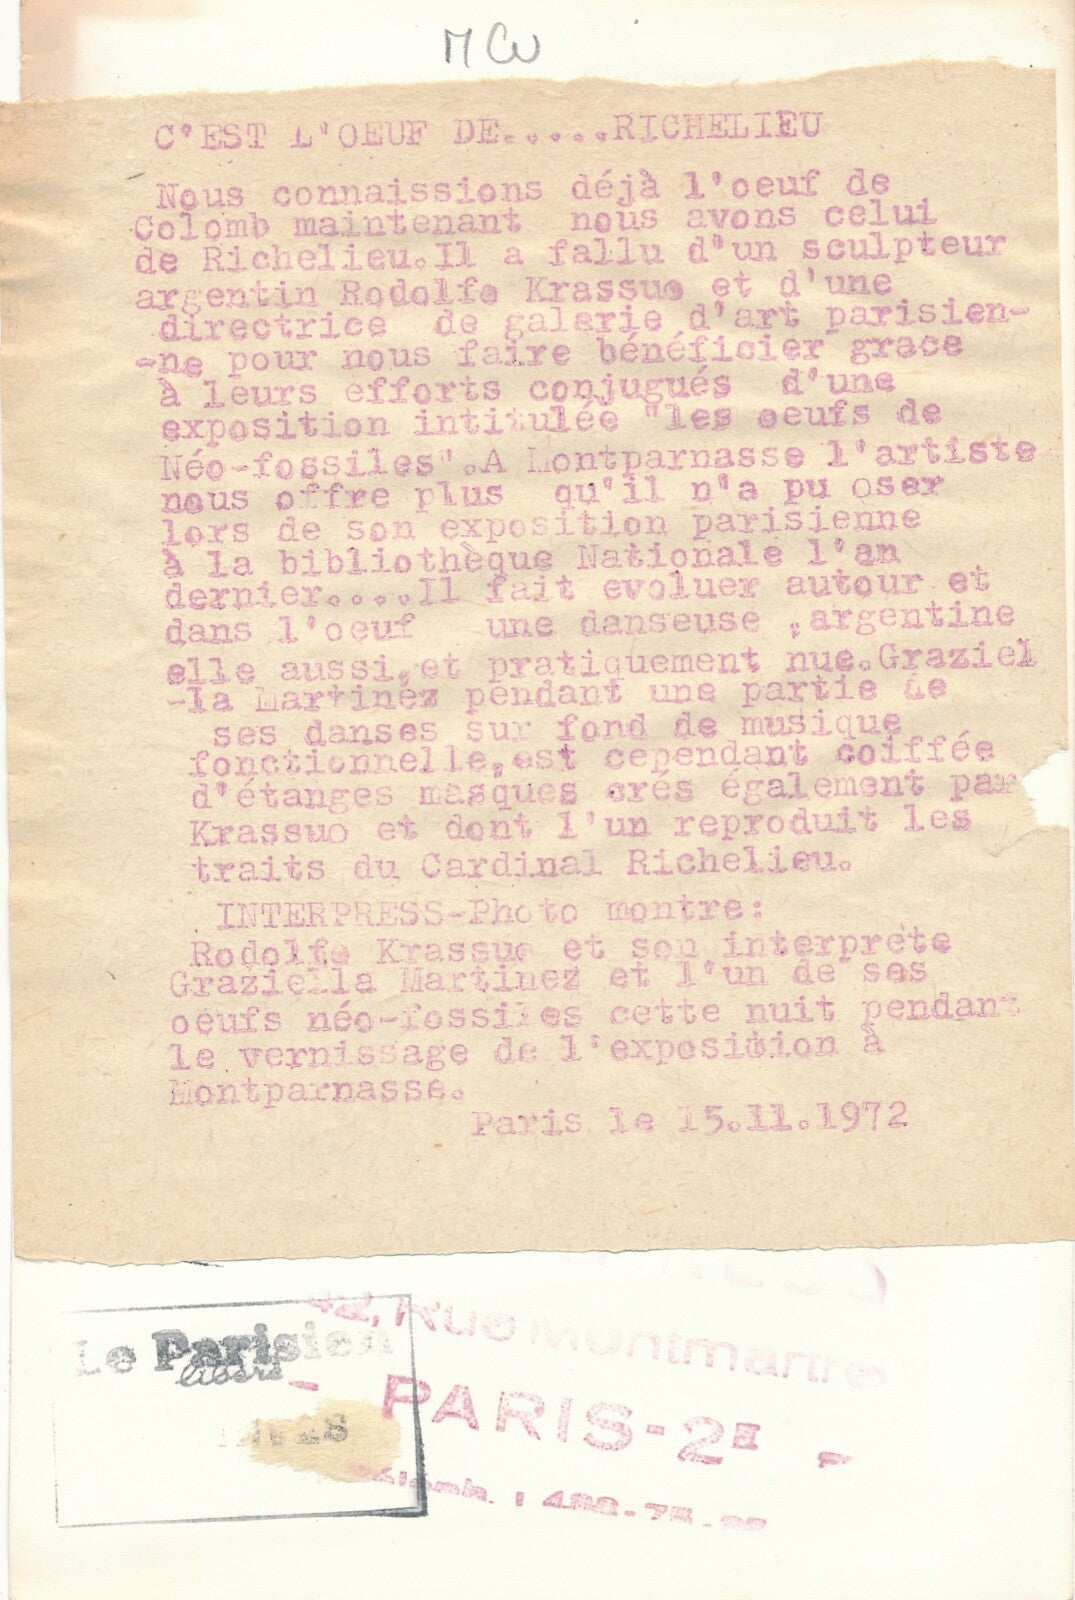 MCW
C'EST L'OEUF DE.....RICHELIEU
Nous connaissions déjà l'oeuf de
Colomb maintenant nous avons celui
de Richelieu.Il a fallu d'un sculpteur
argentin Rodolfo Krassuo et d'une
directrice de galerie d'art parisien-
-ne pour nous faire bénéficier grace
à leurs efforts conjugués d'une
exposition intitulée "les oeufs de
Néo-fossiles".A Montparnasse l'artiste
nous offre plus qu'il n'a pu oser
lors de son exposition parisienne
à la bibliothèque Nationale l'an
dernier....Il fait evoluer autour et
dans l'oeuf une danseuse ,argentine
elle aussi,et pratiquement nue.Graziel
-la Martinez pendant une partie de
ses danses sur fond de musique
fonctionnelle,est cependant coiffée
d'étanges masques crés également par
Krassuo et dont l'un reproduit les
traits du Cardinal Richelieu.
INTERPRESS-Photo montre:
Rodolfo Krassuo et son interprête
Graziella Martinez et l'un de ses
oeufs néo-fossiles cette nuit pendant
le vernissage de l'exposition à
Montparnasse.
Paris le 15.11.1972
42, Rue Montmartre
Le Parisien
libéré
- PARIS-2E -